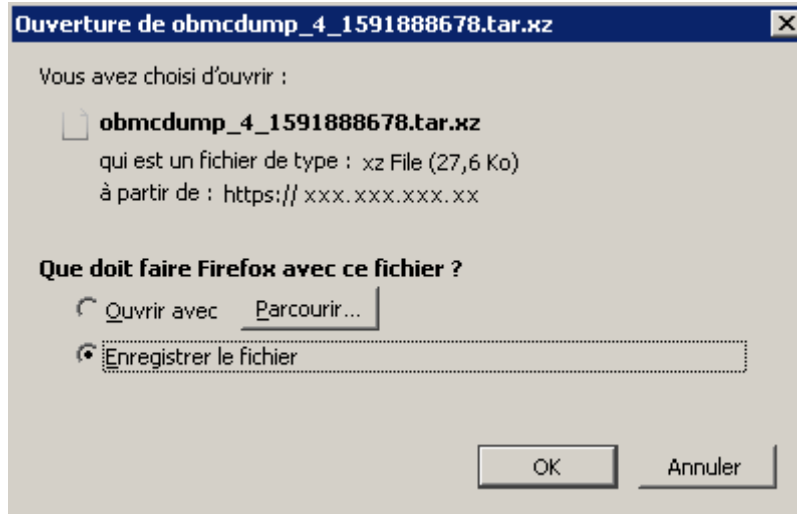 Ouverture de obmcdump_4_1591888678.tar.xz
Vous avez choisi d'ouvrir :
obmcdump_4_1591888678.tar.xz
qui est un fichier de type : xz File (27,6 Ko)
à partir de : https:// xxx.xxx.xxx.xx
Que doit faire Firefox avec ce fichier ?
Ouvrir avec Parcourir...
Enregistrer le fichier
OK Annuler